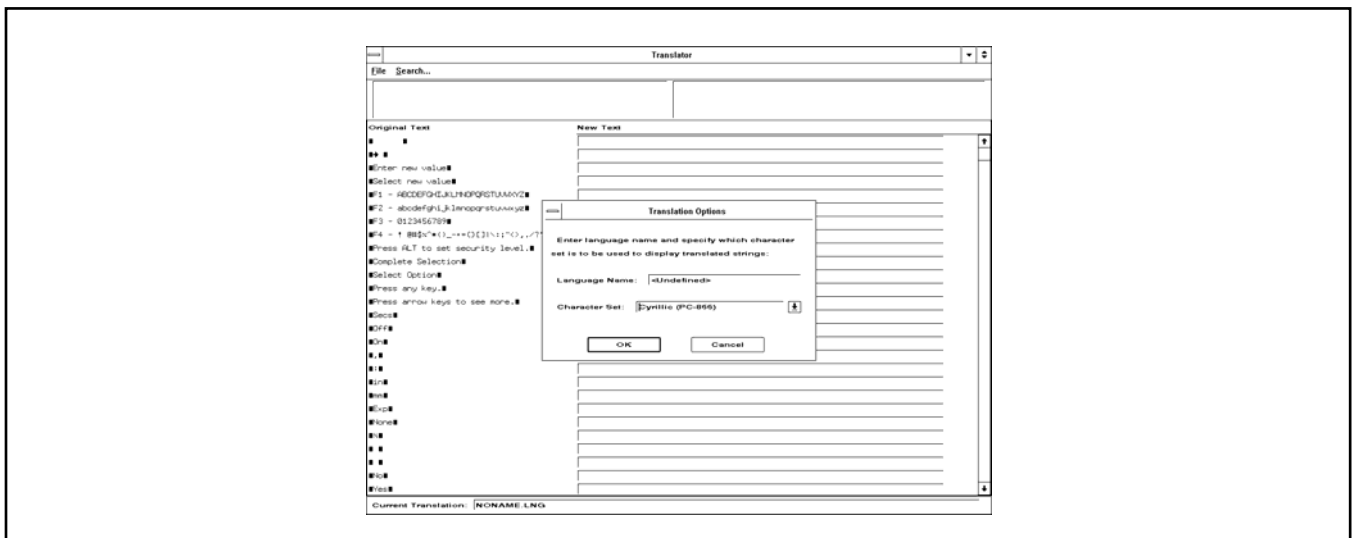 Translator
File Search...
Original Text New Text
Enter new value
Select new value
F1 - ABCDEFGHIJKLMNOPQRSTUVWXYZ
F2 - abcdefghijklmnopqrstuvwxyz
F3 - 0123456789
F4 -
Press ALT to set security level.
Complete Selection
Select Option
Press any key.
Press arrow keys to see more.
Secs
Off
On
,
:
in
mm
Exp
None
No
Yes
Translation Options
Enter language name and specify which character
set is to be used to display translated strings:
Language Name: <Undefined>
Character Set: Cyrillic (PC-866)
OK Cancel
Current Translation: NONAME.LNG